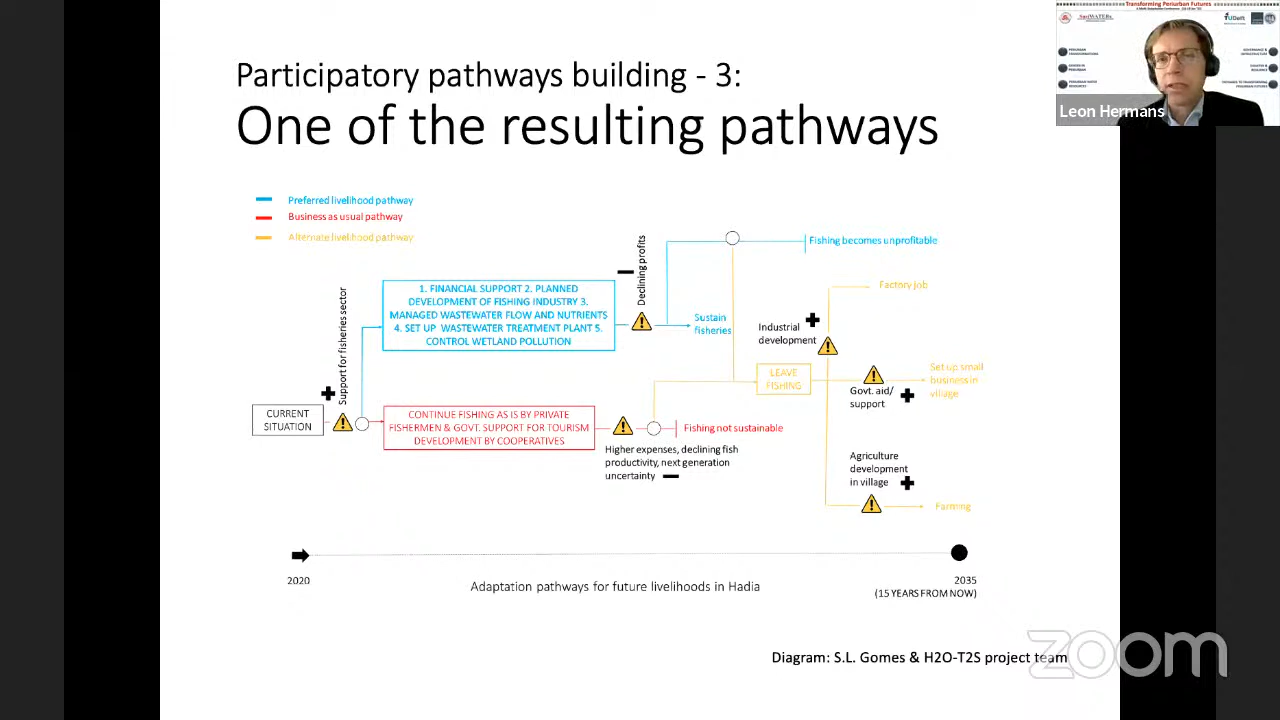 Participatory pathways building - 3:
One of the resulting pathways
Preferred livelihood pathway
Business as usual pathway
Alternate livelihood pathway
Support for fisheries sector
CURRENT
SITUATION
1. FINANCIAL SUPPORT 2. PLANNED
DEVELOPMENT OF FISHING INDUSTRY 3.
MANAGED WASTEWATER FLOW AND NUTRIENTS
4. SET UP WASTEWATER TREATMENT PLANT 5.
CONTROL WETLAND POLLUTION
CONTINUE FISHING AS IS BY PRIVATE
FISHERMEN & GOVT. SUPPORT FOR TOURISM
DEVELOPMENT BY COOPERATIVES
Declining profits
Sustain
fisheries
Fishing becomes unprofitable
Higher expenses, declining fish
productivity, next generation
uncertainty
Fishing not sustainable
LEAVE
FISHING
Industrial
development
Factory job
Govt. aid/
support
Set up small
business in
village
Agriculture
development
in village
Farming
2020
Adaptation pathways for future livelihoods in Hadia
2035
(15 YEARS FROM NOW)
Diagram: S.L. Gomes & H2O-T2S project team
zoom
Transforming Periurban Futures
TUDelft
Leon Hermans